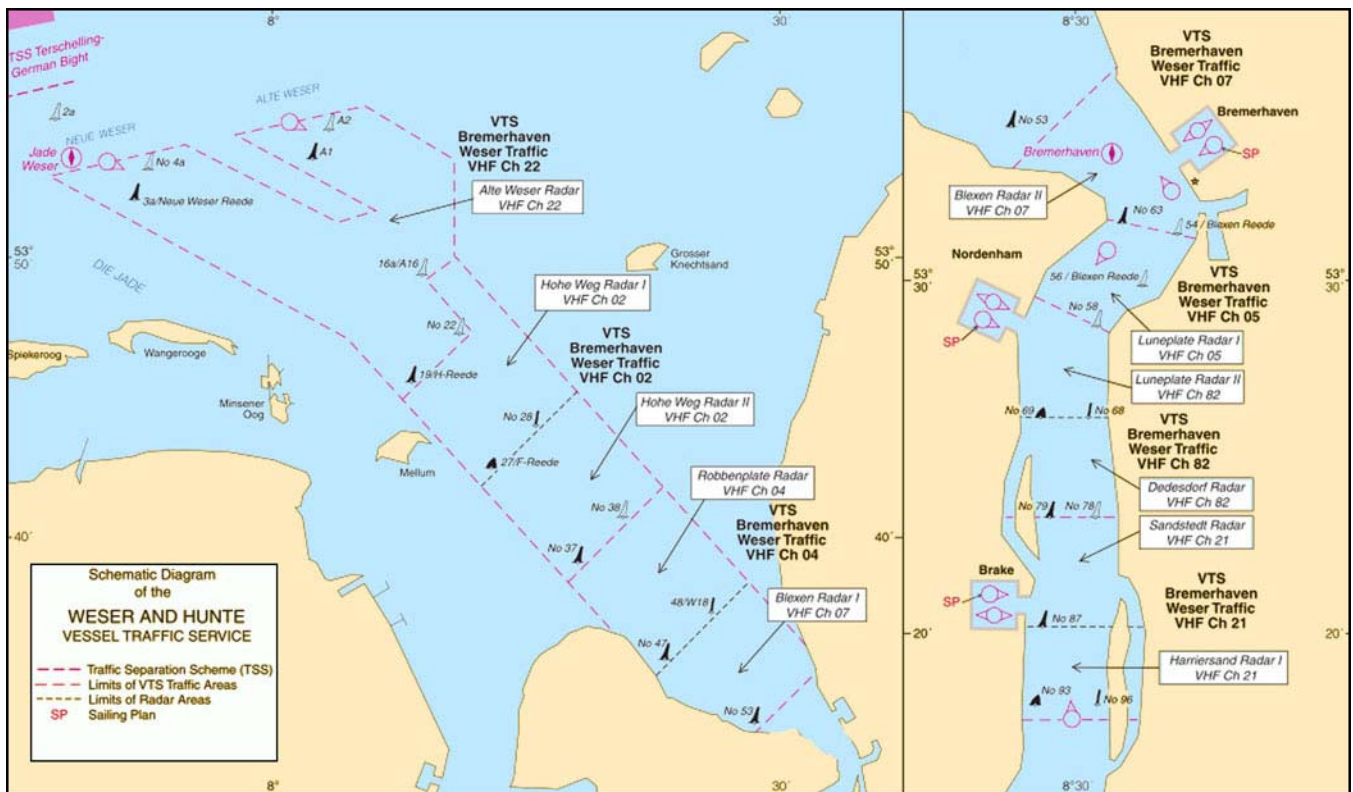 8°
30'
TSS Terschelling-
German Bight
2a
ALTE WESER
NEUE WESER
A2
A1
Jade
Weser
No 4a
3a/Neue Weser Reede
VTS
Bremerhaven
Weser Traffic
VHF Ch 22
Alte Weser Radar
VHF Ch 22
53°
50'
DIE JADE
16a/A16
Grosser
Knechtsand
Hohe Weg Radar I
VHF Ch 02
No 22
VTS
Bremerhaven
Weser Traffic
VHF Ch 02
Spiekeroog
Wangerooge
19/H-Reede
Minsener
Oog
No 28
Hohe Weg Radar II
VHF Ch 02
Mellum
27/F-Reede
Robbenplate Radar
VHF Ch 04
No 38
VTS
Bremerhaven
Weser Traffic
VHF Ch 04
40'
No 37
Blexen Radar I
VHF Ch 07
48/W18
No 47
No 53
Schematic Diagram
of the
WESER AND HUNTE
VESSEL TRAFFIC SERVICE
Traffic Separation Scheme (TSS)
Limits of VTS Traffic Areas
Limits of Radar Areas
SP Sailing Plan
8°
30'
8°30'
VTS
Bremerhaven
Weser Traffic
VHF Ch 07
No 53
Bremerhaven
Bremerhaven
SP
Blexen Radar II
VHF Ch 07
No 63
54 / Blexen Reede
50'
53°
30'
Nordenham
56 / Blexen Reede
VTS
Bremerhaven
Weser Traffic
VHF Ch 05
No 58
SP
Luneplate Radar I
VHF Ch 05
Luneplate Radar II
VHF Ch 82
No 69
No 68
VTS
Bremerhaven
Weser Traffic
VHF Ch 82
Dedesdorf Radar
VHF Ch 82
No 79
No 78
Sandstedt Radar
VHF Ch 21
40'
Brake
SP
VTS
Bremerhaven
Weser Traffic
VHF Ch 21
No 87
20'
20'
Harriersand Radar I
VHF Ch 21
No 93
No 96
30'
8°30'